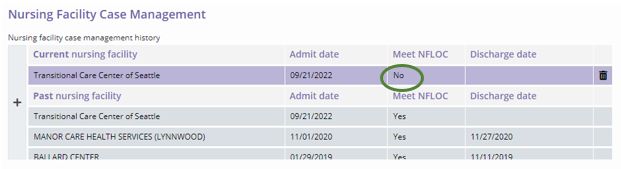 Nursing Facility Case Management
Nursing facility case management history
Current nursing facility Admit date Meet NFLOC Discharge date
Transitional Care Center of Seattle 09/21/2022 No
+
Past nursing facility Admit date Meet NFLOC Discharge date
Transitional Care Center of Seattle 09/21/2022 Yes
MANOR CARE HEALTH SERVICES (LYNNWOOD) 11/01/2020 Yes 11/27/2020
BALLARD CENTER 01/29/2019 Yes 11/11/2019